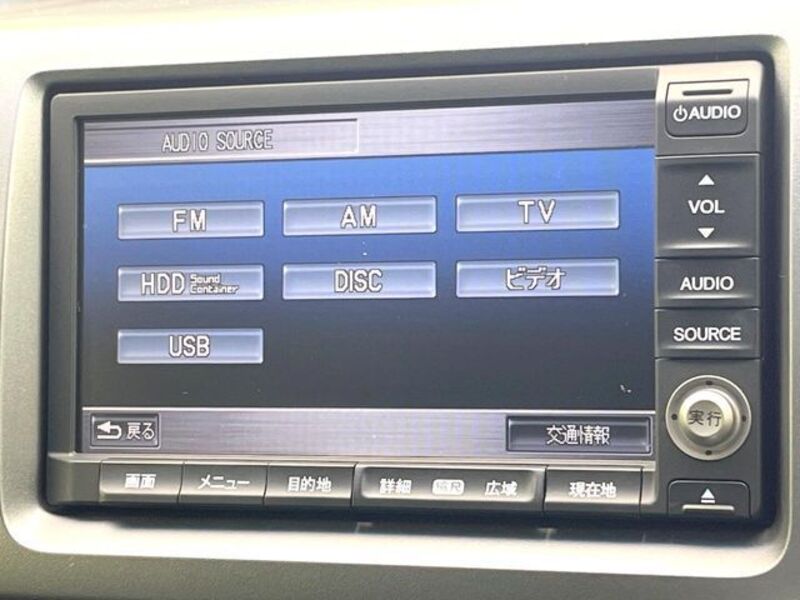 AUDIO SOURCE
FM AM TV
HDD Sound Container DISC ビデオ
USB
戻る 交通情報
画面 メニュー 目的地 詳細 縮尺 広域 現在地
AUDIO
VOL
AUDIO
SOURCE
実行